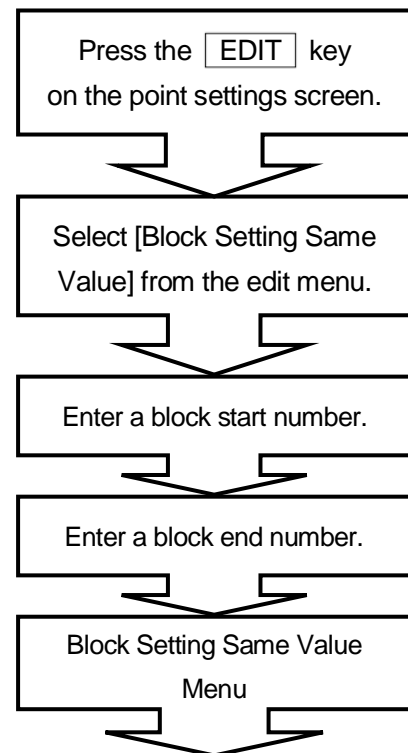 Press the EDIT key
on the point settings screen.
Select [Block Setting Same
Value] from the edit menu.
Enter a block start number.
Enter a block end number.
Block Setting Same Value
Menu